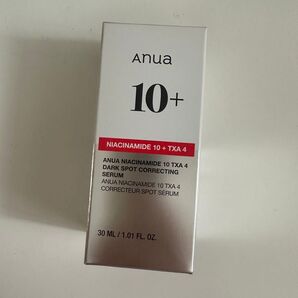 Anua
10+
NIACINAMIDE 10 + TXA 4
ANUA NIACINAMIDE 10 TXA 4
DARK SPOT CORRECTING
SERUM
ANUA NIACINAMIDE 10 TXA 4
CORRECTEUR SPOT SÉRUM
30 ML / 1.01 FL. OZ.